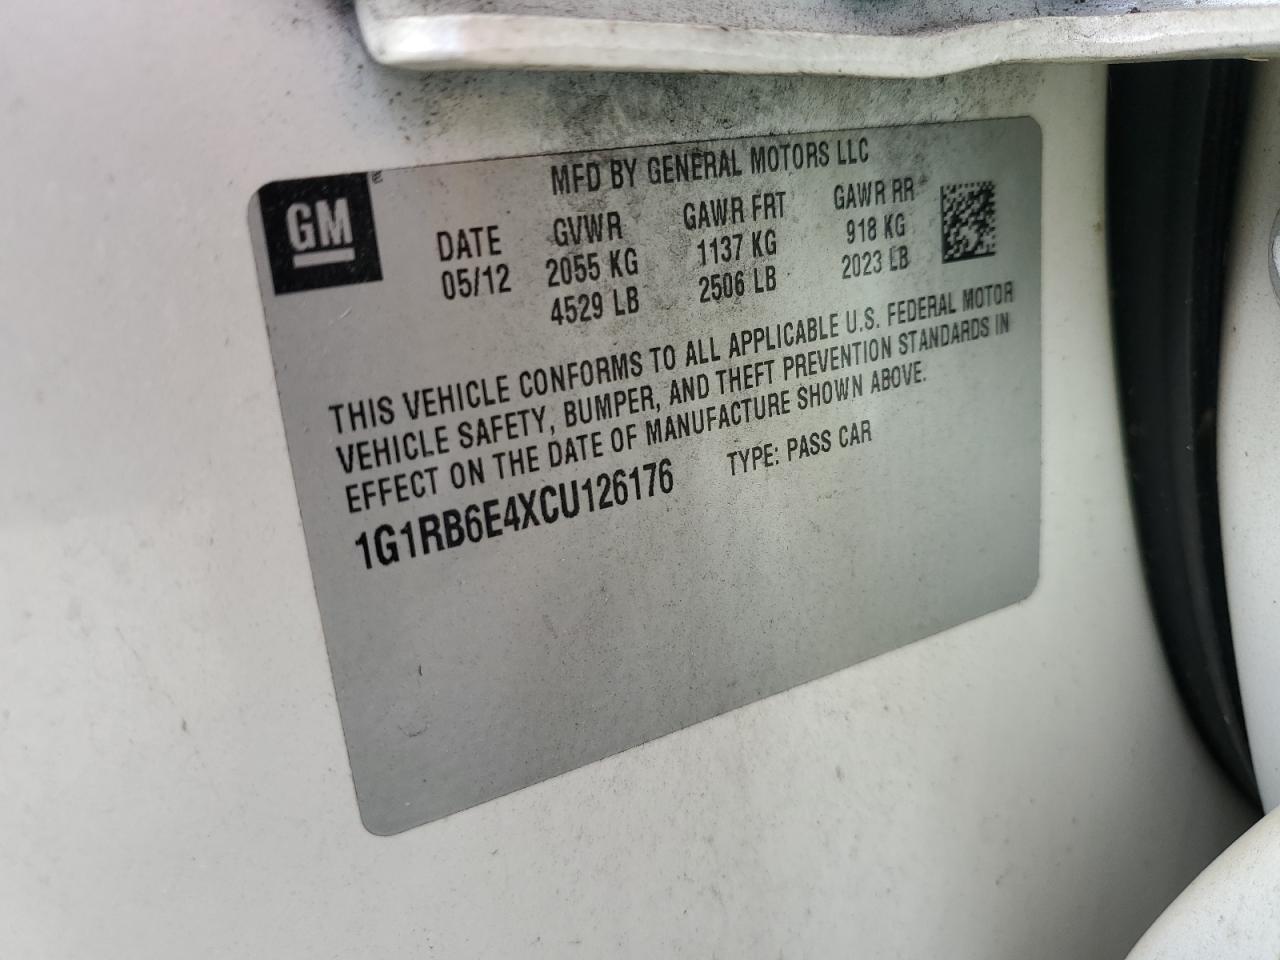 MFD BY GENERAL MOTORS LLC
GM
DATE GVWR GAWR FRT GAWR RR
05/12 2055 KG 1137 KG 918 KG
4529 LB 2506 LB 2023 LB
THIS VEHICLE CONFORMS TO ALL APPLICABLE U.S. FEDERAL MOTOR
VEHICLE SAFETY, BUMPER, AND THEFT PREVENTION STANDARDS IN
EFFECT ON THE DATE OF MANUFACTURE SHOWN ABOVE.
1G1RB6E4XCU126176 TYPE: PASS CAR